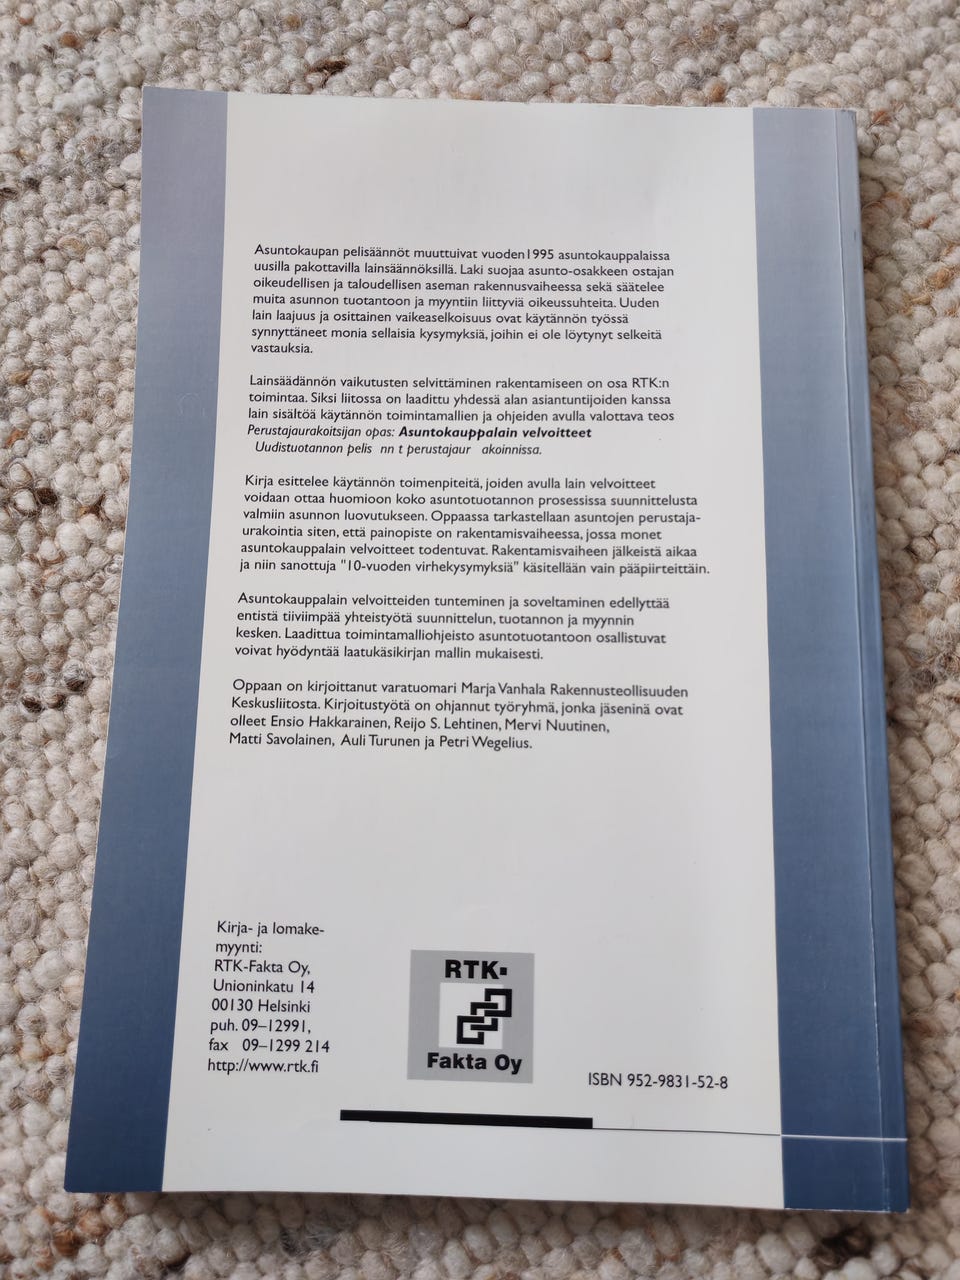 Asuntokaupan pelisäännöt muuttuivat vuoden1995 asuntokauppalaissa
uusilla pakottavilla lainsäännöksillä. Laki suojaa asunto-osakkeen ostajan
oikeudellisen ja taloudellisen aseman rakennusvaiheessa sekä säätelee
muita asunnon tuotantoon ja myyntiin liittyviä oikeussuhteita. Uuden
lain laajuus ja osittainen vaikeaselkoisuus ovat käytännön työssä
synnyttäneet monia sellaisia kysymyksiä, joihin ei ole löytynyt selkeitä
vastauksia.
Lainsäädännön vaikutusten selvittäminen rakentamiseen on osa RTK:n
toimintaa. Siksi liitossa on laadittu yhdessä alan asiantuntijoiden kanssa
lain sisältöä käytännön toimintamallien ja ohjeiden avulla valottava teos
Perustajaurakoitsijan opas: Asuntokauppalain velvoitteet
Uudistuotannon pelis nn t perustajaur akoinnissa.
Kirja esittelee käytännön toimenpiteitä, joiden avulla lain velvoitteet
voidaan ottaa huomioon koko asuntotuotannon prosessissa suunnittelusta
valmiin asunnon luovutukseen. Oppaassa tarkastellaan asuntojen perustaja-
urakointia siten, että painopiste on rakentamisvaiheessa, jossa monet
asuntokauppalain velvoitteet todentuvat. Rakentamisvaiheen jälkeistä aikaa
ja niin sanottuja "10-vuoden virhekysymyksiä" käsitellään vain pääpiirteittäin.
Asuntokauppalain velvoitteiden tunteminen ja soveltaminen edellyttää
entistä tiiviimpää yhteistyötä suunnittelun, tuotannon ja myynnin
kesken. Laadittua toimintamalliohjeisto asuntotuotantoon osallistuvat
voivat hyödyntää laatukäsikirjan mallin mukaisesti.
Oppaan on kirjoittanut varatuomari Marja Vanhala Rakennusteollisuuden
Keskusliitosta. Kirjoitustyötä on ohjannut työryhmä, jonka jäseninä ovat
olleet Ensio Hakkarainen, Reijo S. Lehtinen, Mervi Nuutinen,
Matti Savolainen, Auli Turunen ja Petri Wegelius.
Kirja- ja lomake-
myynti:
RTK-Fakta Oy,
Unioninkatu 14
00130 Helsinki
puh. 09–12991,
fax 09–1299 214
http://www.rtk.fi
RTK-
Fakta Oy
ISBN 952-9831-52-8